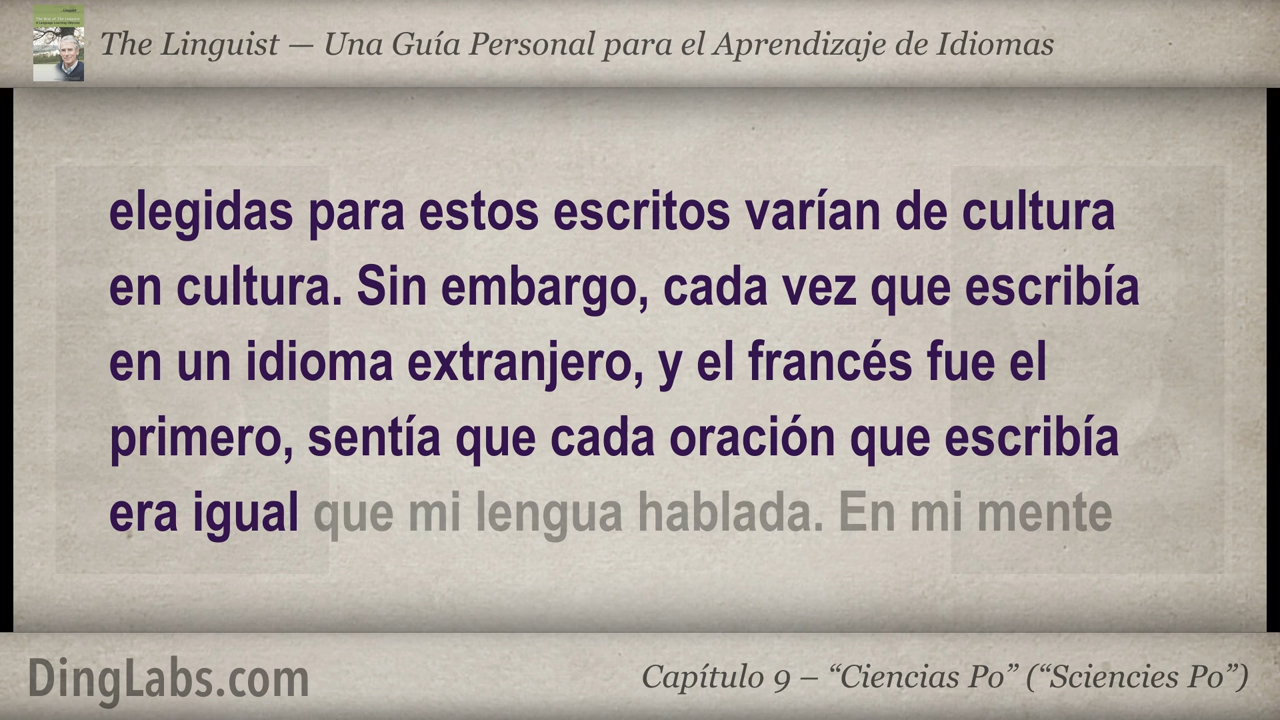 The Linguist — Una Guía Personal para el Aprendizaje de Idiomas
elegidas para estos escritos varían de cultura
en cultura. Sin embargo, cada vez que escribía
en un idioma extranjero, y el francés fue el
primero, sentía que cada oración que escribía
era igual que mi lengua hablada. En mi mente
DingLabs.com
Capítulo 9 – “Ciencias Po” (“Sciencies Po”)